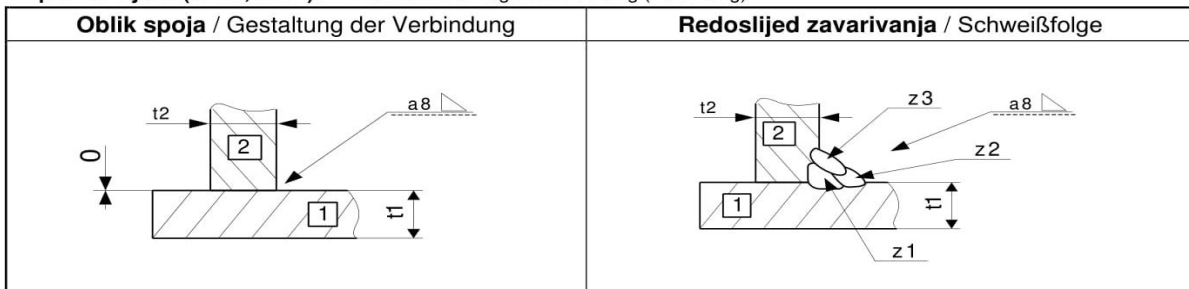 Oblik spoja / Gestaltung der Verbindung
Redoslijed zavarivanja / Schweißfolge
t2
a8
2
0
1
t1
t2
z3
a8
2
z2
1
t1
z1